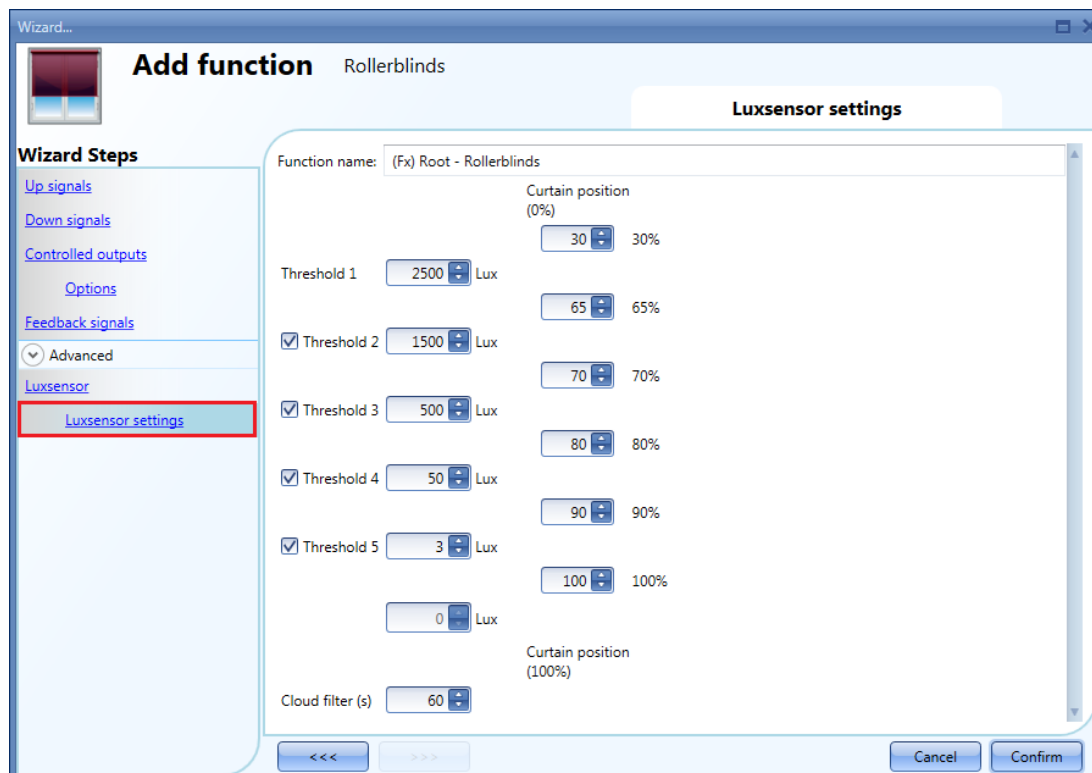 Wizard...
Add function Rollerblinds
Luxsensor settings
Wizard Steps
Up signals
Down signals
Controlled outputs
Options
Feedback signals
Advanced
Luxsensor
Luxsensor settings
Function name: (Fx) Root - Rollerblinds
Curtain position
(0%)
30 30%
Threshold 1 2500 Lux
65 65%
Threshold 2 1500 Lux
70 70%
Threshold 3 500 Lux
80 80%
Threshold 4 50 Lux
90 90%
Threshold 5 3 Lux
100 100%
0 Lux
Curtain position
(100%)
Cloud filter (s) 60
<<< >>> Cancel Confirm